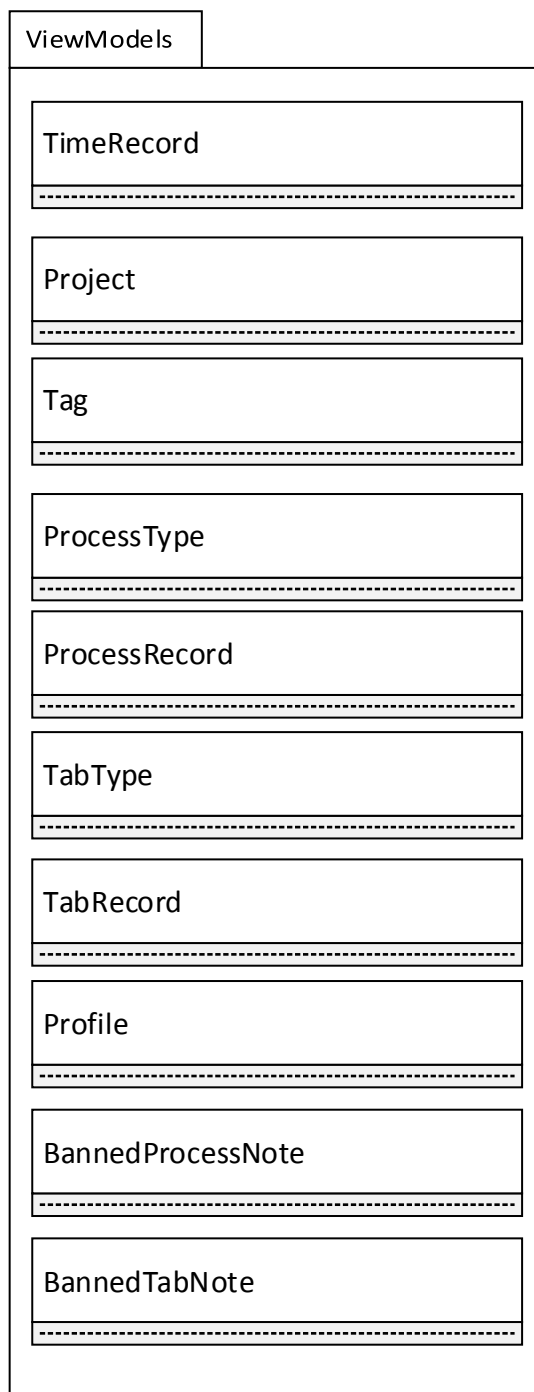 ViewModels
TimeRecord
Project
Tag
ProcessType
ProcessRecord
TabType
TabRecord
Profile
BannedProcessNote
BannedTabNote